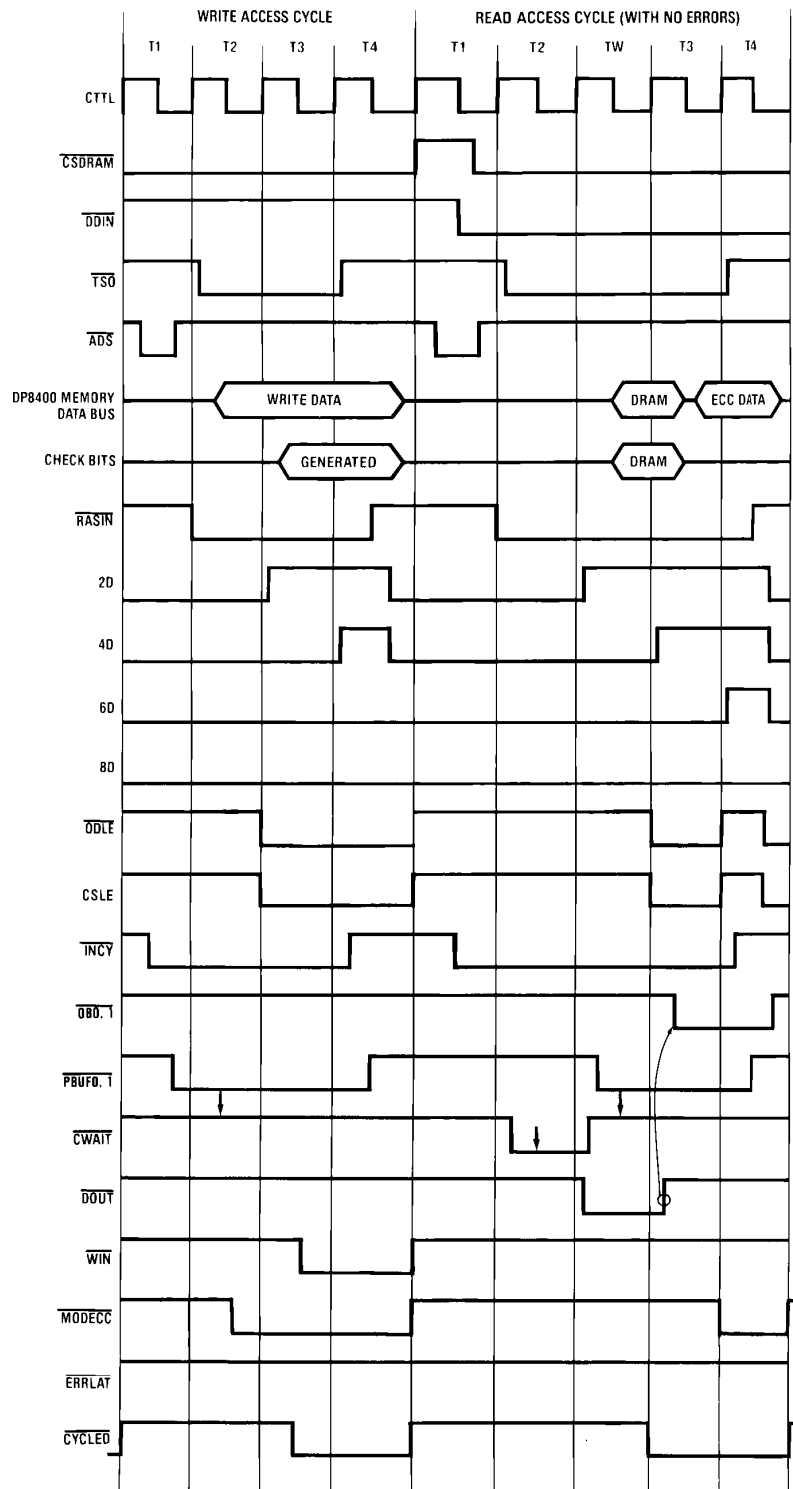 WRITE ACCESS CYCLE READ ACCESS CYCLE (WITH NO ERRORS)
T1 T2 T3 T4 T1 T2 TW T3 T4
CTTL
CSDRAM
DDIN
TSO
ADS
DP8400 MEMORY
DATA BUS
WRITE DATA DRAM ECC DATA
CHECK BITS GENERATED DRAM
RASIN
2D
4D
6D
8D
ODLE
CSLE
INCY
OBO, 1
PBUFO, 1
CWAIT
DOUT
WIN
MODECC
ERRLAT
CYCLED